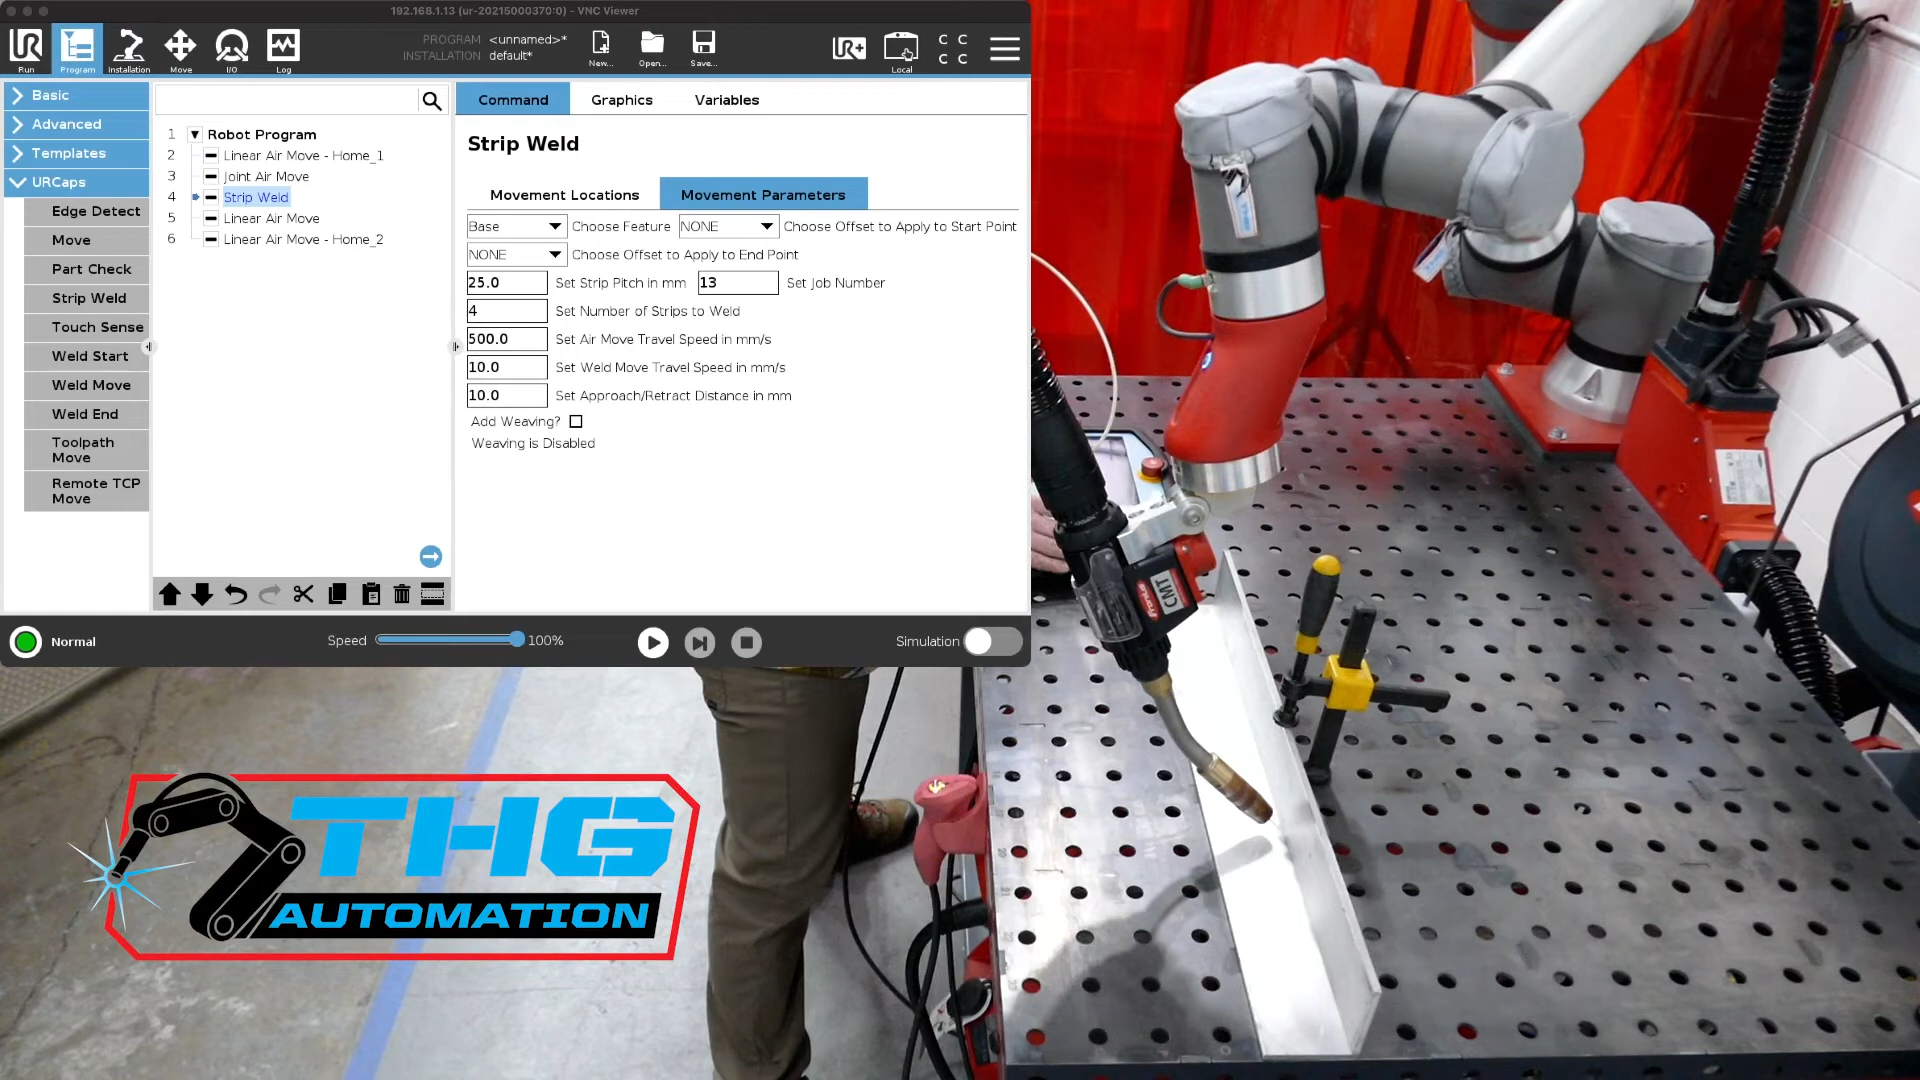 192.168.1.13 (ur-20215000370:0) - VNC Viewer
Run
Program
Installation
Move
I/O
Log
PROGRAM <unnamed>*
INSTALLATION default*
New...
Open...
Save...
UR+
Local
C C
C C
Basic
Advanced
Templates
URCaps
Edge Detect
Move
Part Check
Strip Weld
Touch Sense
Weld Start
Weld Move
Weld End
Toolpath
Move
Remote TCP
Move
1 Robot Program
2 Linear Air Move - Home_1
3 Joint Air Move
4 Strip Weld
5 Linear Air Move
6 Linear Air Move - Home_2
Command Graphics Variables
Strip Weld
Movement Locations Movement Parameters
Base Choose Feature NONE Choose Offset to Apply to Start Point
NONE Choose Offset to Apply to End Point
25.0 Set Strip Pitch in mm 13 Set Job Number
4 Set Number of Strips to Weld
500.0 Set Air Move Travel Speed in mm/s
10.0 Set Weld Move Travel Speed in mm/s
10.0 Set Approach/Retract Distance in mm
Add Weaving?
Weaving is Disabled
Normal
Speed 100%
Simulation
Fronius
CMT
THG
AUTOMATION